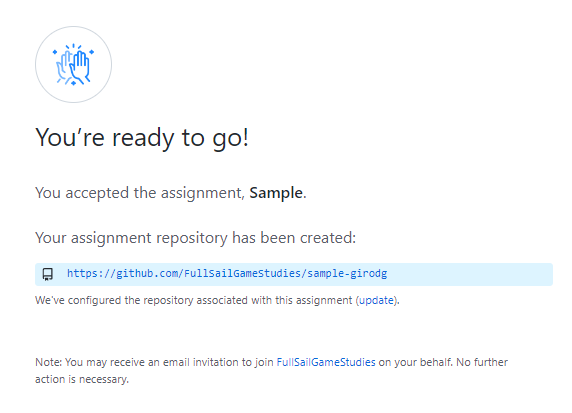 You’re ready to go!
You accepted the assignment, Sample.
Your assignment repository has been created:
https://github.com/FullSailGameStudies/sample-girodg
We've configured the repository associated with this assignment (update).
Note: You may receive an email invitation to join FullSailGameStudies on your behalf. No further
action is necessary.